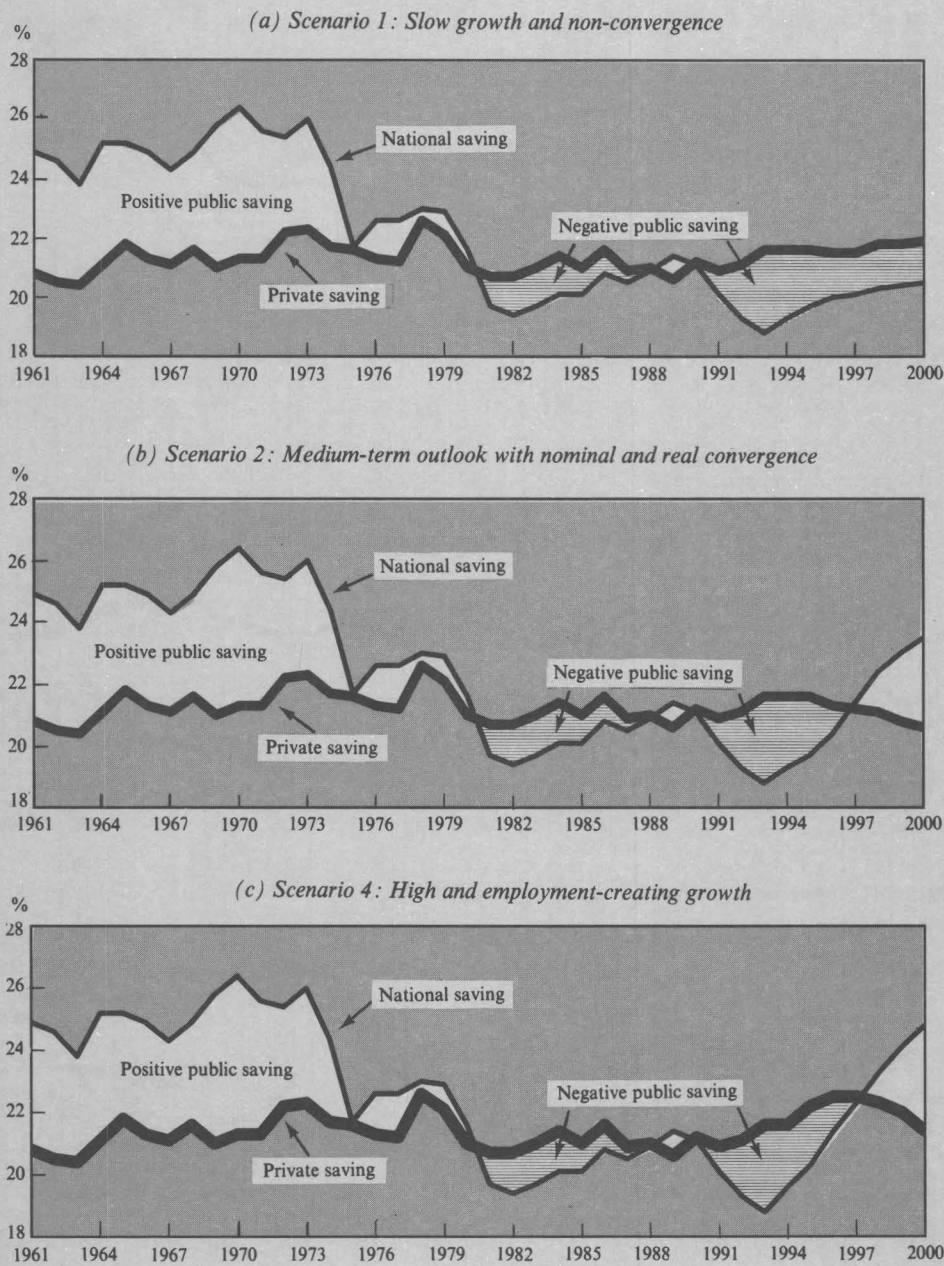 (a) Scenario 1: Slow growth and non-convergence
%
28
26
24
22
20
18
National saving
Positive public saving
Negative public saving
Private saving
1961 1964 1967 1970 1973 1976 1979 1982 1985 1988 1991 1994 1997 2000
(b) Scenario 2: Medium-term outlook with nominal and real convergence
%
28
26
24
22
20
18
National saving
Positive public saving
Negative public saving
Private saving
1961 1964 1967 1970 1973 1976 1979 1982 1985 1988 1991 1994 1997 2000
(c) Scenario 4: High and employment-creating growth
%
28
26
24
22
20
18
National saving
Positive public saving
Negative public saving
Private saving
1961 1964 1967 1970 1973 1976 1979 1982 1985 1988 1991 1994 1997 2000